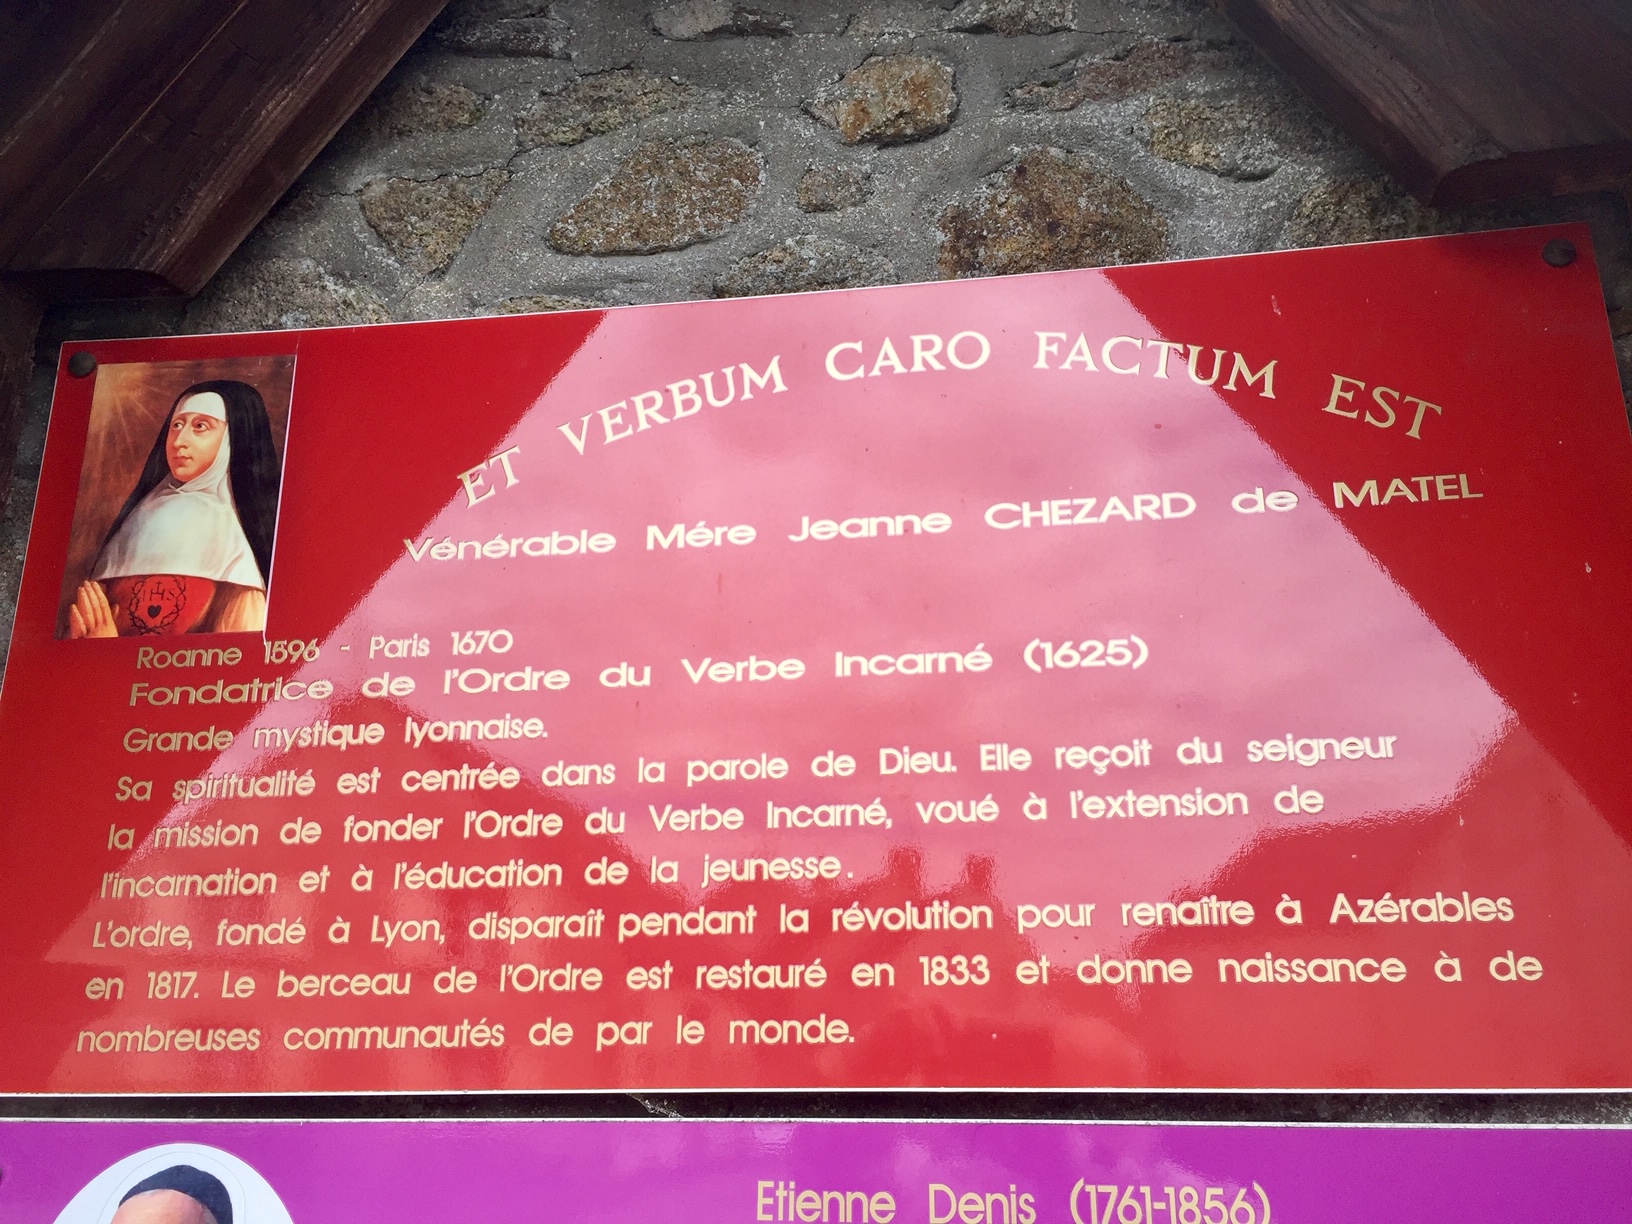 ET VERBUM CARO FACTUM EST
Vénérable Mére Jeanne CHEZARD de MATEL
IHS
Roanne 1596 - Paris 1670
Fondatrice de l'Ordre du Verbe Incarné (1625)
Grande mystique lyonnaise.
Sa spiritualité est centrée dans la parole de Dieu. Elle reçoit du seigneur
la mission de fonder l'Ordre du Verbe Incarné, voué à l'extension de
l'incarnation et à l'éducation de la jeunesse.
L'ordre, fondé à Lyon, disparaît pendant la révolution pour renaître à Azérables
en 1817. Le berceau de l'Ordre est restauré en 1833 et donne naissance à de
nombreuses communautés de par le monde.
Etienne Denis (1761-1856)